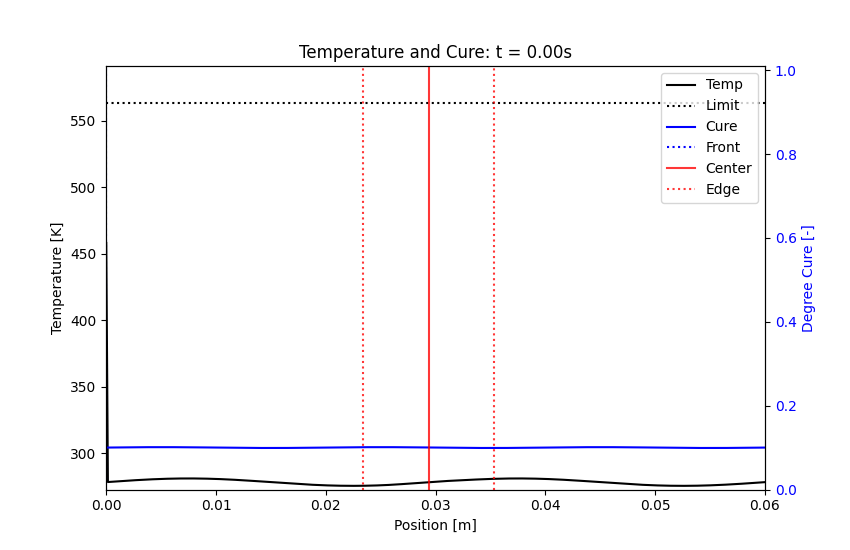 Temperature and Cure: t = 0.00s
Temp
Limit
Cure
Front
Center
Edge
Temperature [K]
550
500
450
400
350
300
Degree Cure [-]
1.0
0.8
0.6
0.4
0.2
0.0
0.00 0.01 0.02 0.03 0.04 0.05 0.06
Position [m]